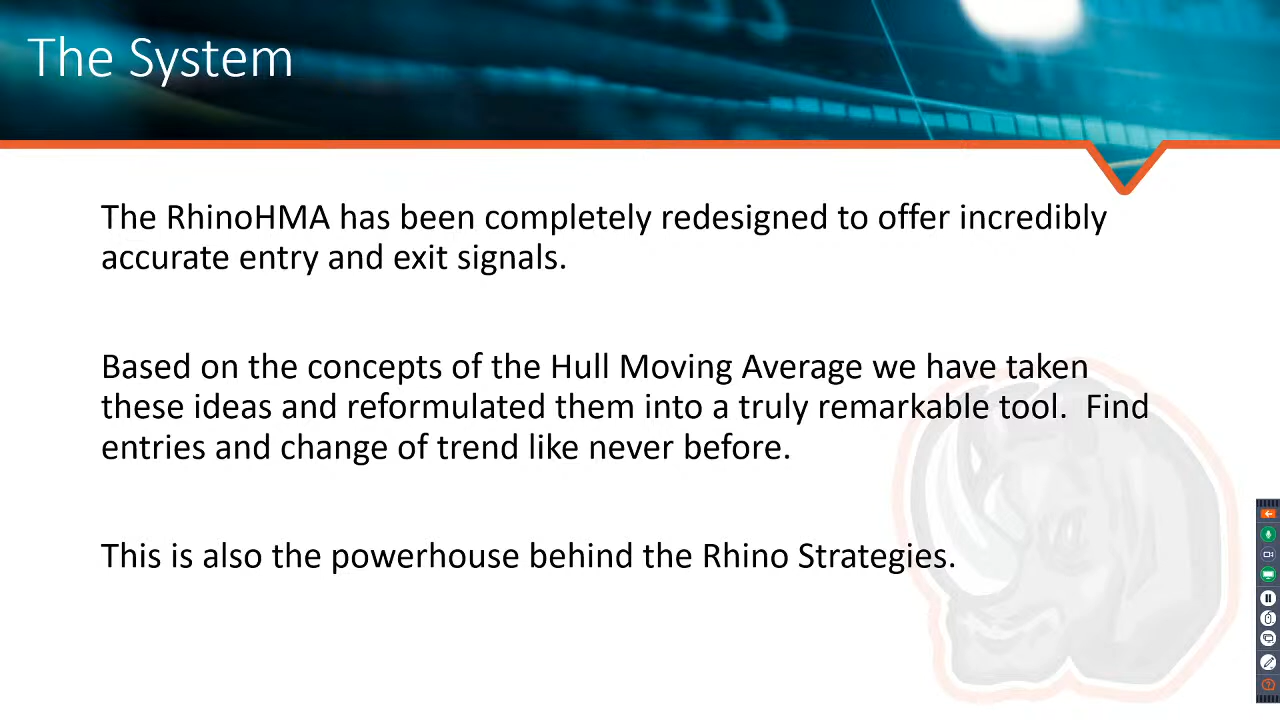 The System
The RhinoHMA has been completely redesigned to offer incredibly
accurate entry and exit signals.
Based on the concepts of the Hull Moving Average we have taken
these ideas and reformulated them into a truly remarkable tool.  Find
entries and change of trend like never before.
This is also the powerhouse behind the Rhino Strategies.